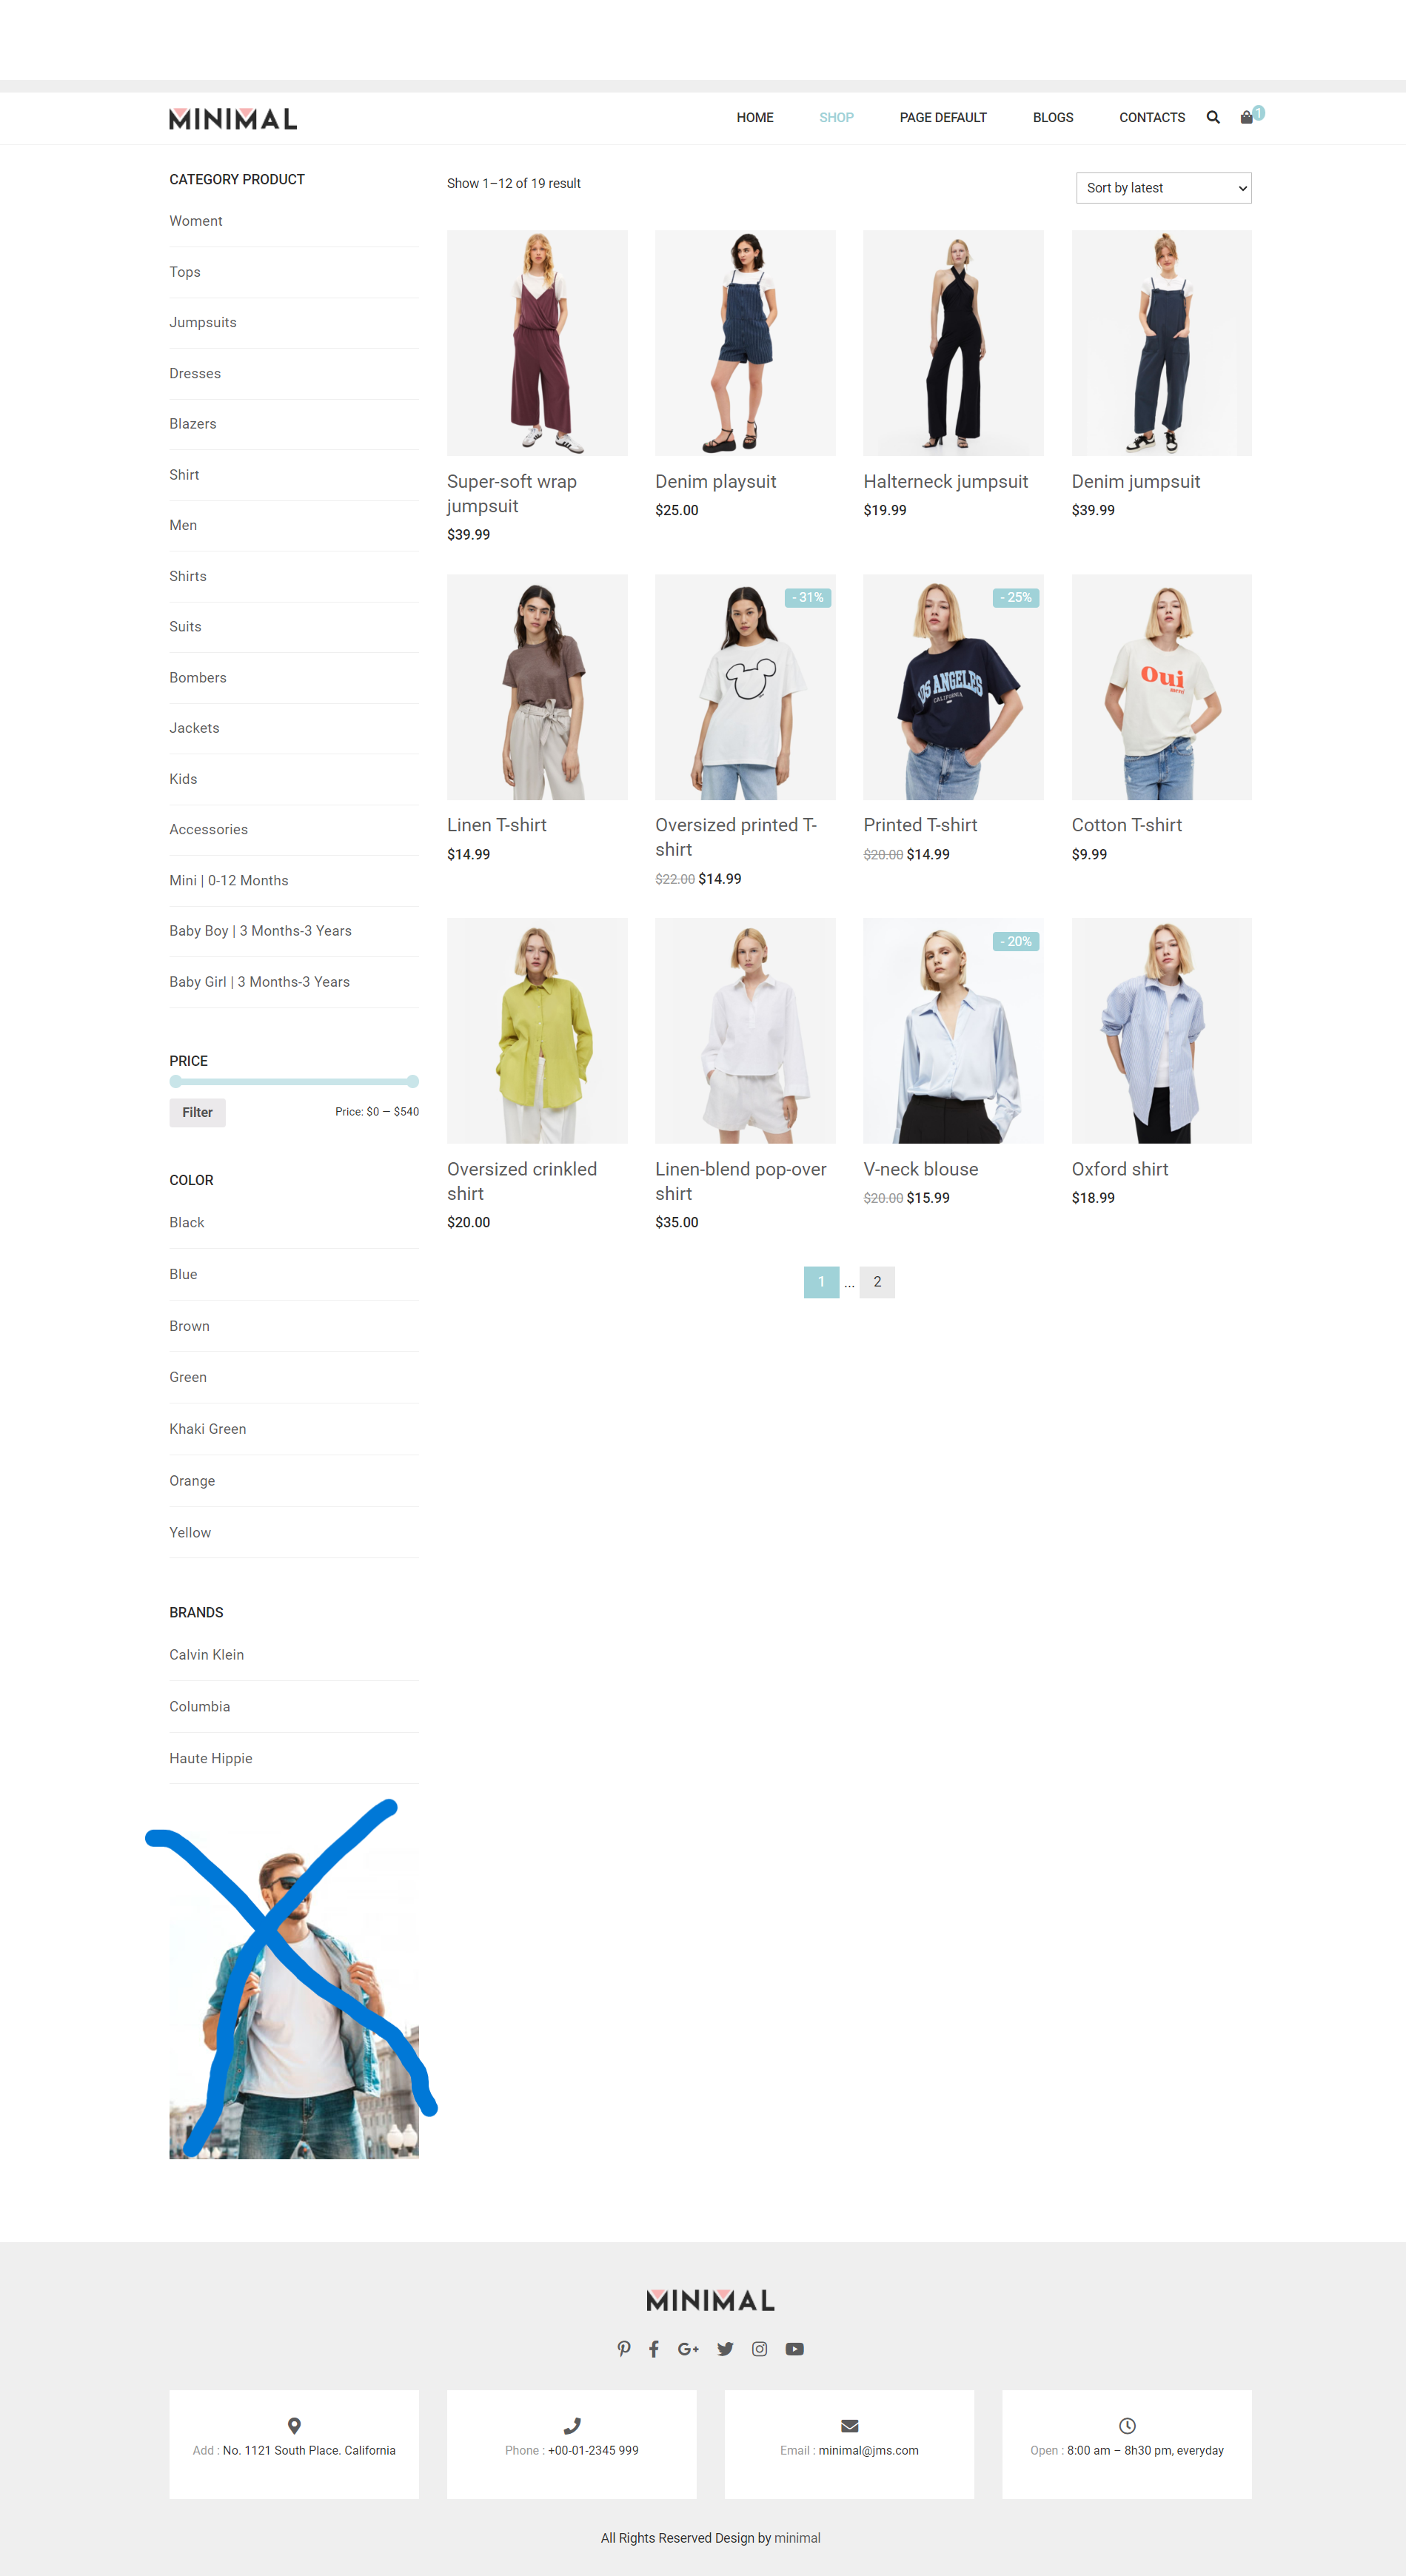 MINIMAL
HOME SHOP PAGE DEFAULT BLOGS CONTACTS 1
CATEGORY PRODUCT
Woment
Tops
Jumpsuits
Dresses
Blazers
Shirt
Men
Shirts
Suits
Bombers
Jackets
Kids
Accessories
Mini | 0-12 Months
Baby Boy | 3 Months-3 Years
Baby Girl | 3 Months-3 Years
PRICE
Filter
Price: $0 — $540
COLOR
Black
Blue
Brown
Green
Khaki Green
Orange
Yellow
BRANDS
Calvin Klein
Columbia
Haute Hippie
Show 1–12 of 19 result
Sort by latest
Super-soft wrap
jumpsuit
$39.99
Denim playsuit
$25.00
Halterneck jumpsuit
$19.99
Denim jumpsuit
$39.99
Linen T-shirt
$14.99
- 31%
Oversized printed T-
shirt
$22.00 $14.99
- 25%
LOS ANGELES
CALIFORNIA
Printed T-shirt
$20.00 $14.99
Oui
Cotton T-shirt
$9.99
Oversized crinkled
shirt
$20.00
Linen-blend pop-over
shirt
$35.00
- 20%
V-neck blouse
$20.00 $15.99
Oxford shirt
$18.99
1 ... 2
MINIMAL
Add : No. 1121 South Place. California
Phone : +00-01-2345 999
Email : minimal@jms.com
Open : 8:00 am – 8h30 pm, everyday
All Rights Reserved Design by minimal